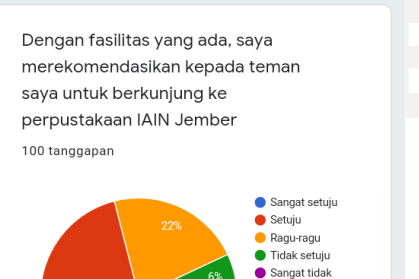 Dengan fasilitas yang ada, saya
merekomendasikan kepada teman
saya untuk berkunjung ke
perpustakaan IAIN Jember
100 tanggapan
22%
6%
Sangat setuju
Setuju
Ragu-ragu
Tidak setuju
Sangat tidak